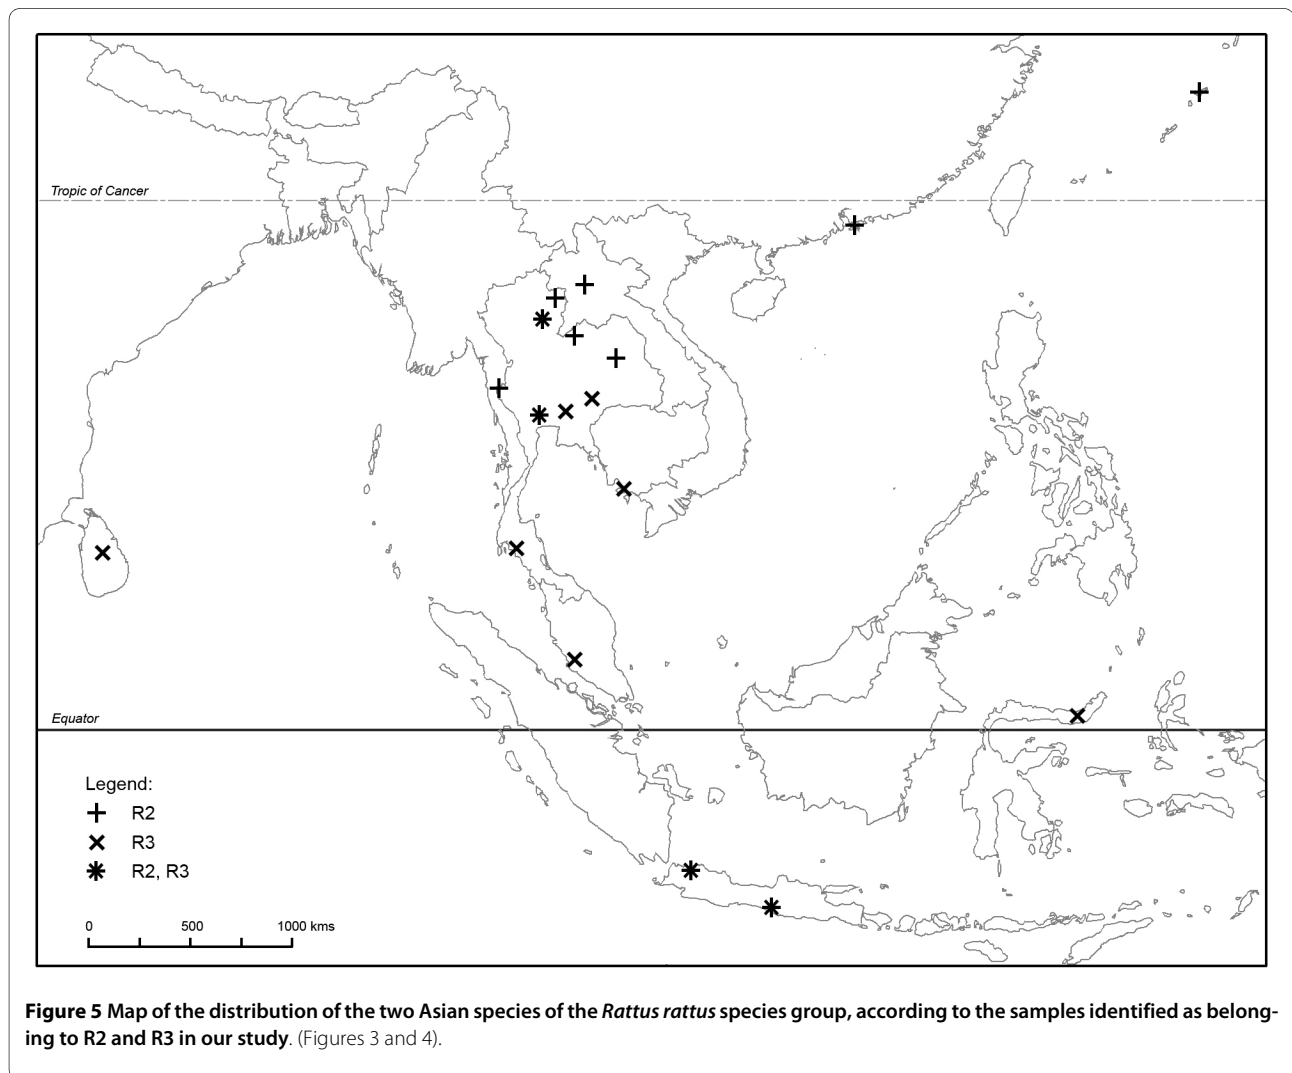 Tropic of Cancer
Equator
Legend:
R2
R3
R2, R3
0 500 1000 kms
Figure 5 Map of the distribution of the two Asian species of the Rattus rattus species group, according to the samples identified as belong-
ing to R2 and R3 in our study. (Figures 3 and 4).